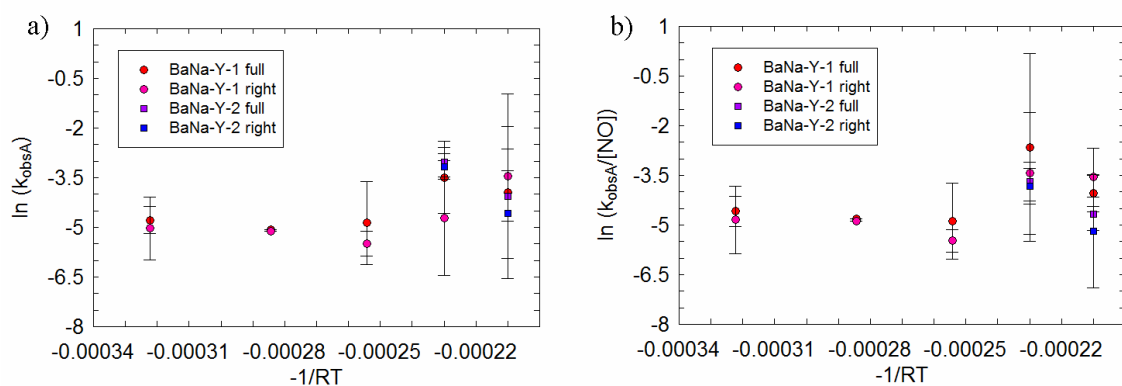 a)
ln (k_obsA)
1
-0.5
-2
-3.5
-5
-6.5
-8
BaNa-Y-1 full
BaNa-Y-1 right
BaNa-Y-2 full
BaNa-Y-2 right
-0.00034 -0.00031 -0.00028 -0.00025 -0.00022
-1/RT
b)
ln (k_obsA/[NO])
1
-0.5
-2
-3.5
-5
-6.5
-8
BaNa-Y-1 full
BaNa-Y-1 right
BaNa-Y-2 full
BaNa-Y-2 right
-0.00034 -0.00031 -0.00028 -0.00025 -0.00022
-1/RT